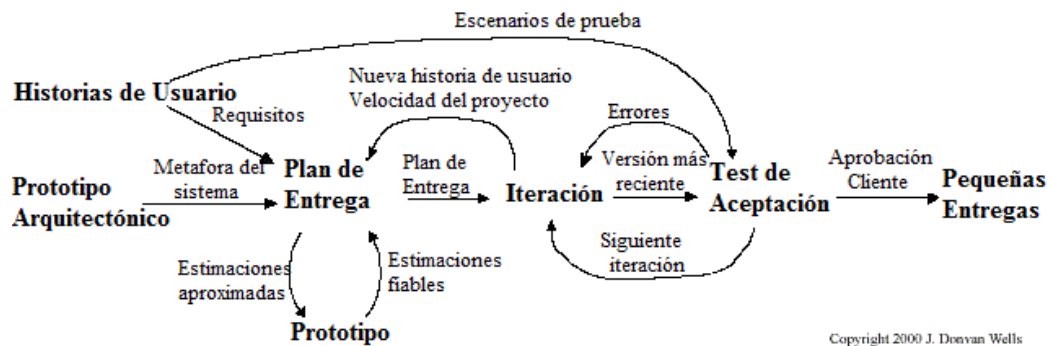 Escenarios de prueba
Historias de Usuario
Nueva historia de usuario
Velocidad del proyecto
Requisitos
Errores
Prototipo
Arquitectónico
Metafora del
sistema
Plan de
Entrega
Plan de
Entrega
Iteración
Versión más
reciente
Test de
Aceptación
Aprobación
Cliente
Pequeñas
Entregas
Estimaciones
aproximadas
Estimaciones
fiables
Siguiente
iteración
Prototipo
Copyright 2000 J. Donvan Wells